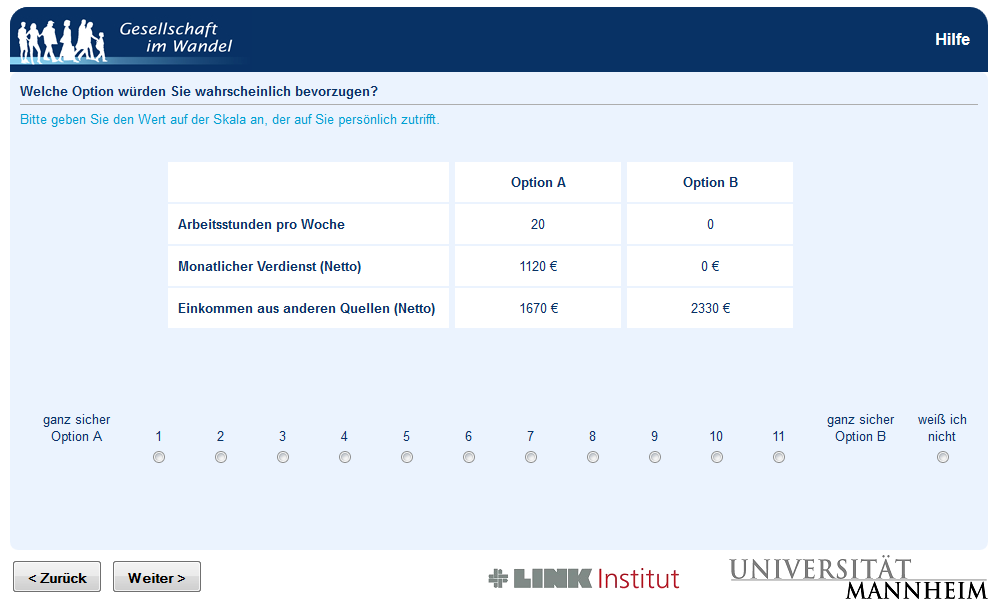 Gesellschaft
im Wandel
Hilfe
Welche Option würden Sie wahrscheinlich bevorzugen?
Bitte geben Sie den Wert auf der Skala an, der auf Sie persönlich zutrifft.
Option A Option B
Arbeitsstunden pro Woche 20 0
Monatlicher Verdienst (Netto) 1120 € 0 €
Einkommen aus anderen Quellen (Netto) 1670 € 2330 €
ganz sicher ganz sicher weiß ich
Option A 1 2 3 4 5 6 7 8 9 10 11 Option B nicht
< Zurück Weiter >
LINK Institut
UNIVERSITÄT
MANNHEIM